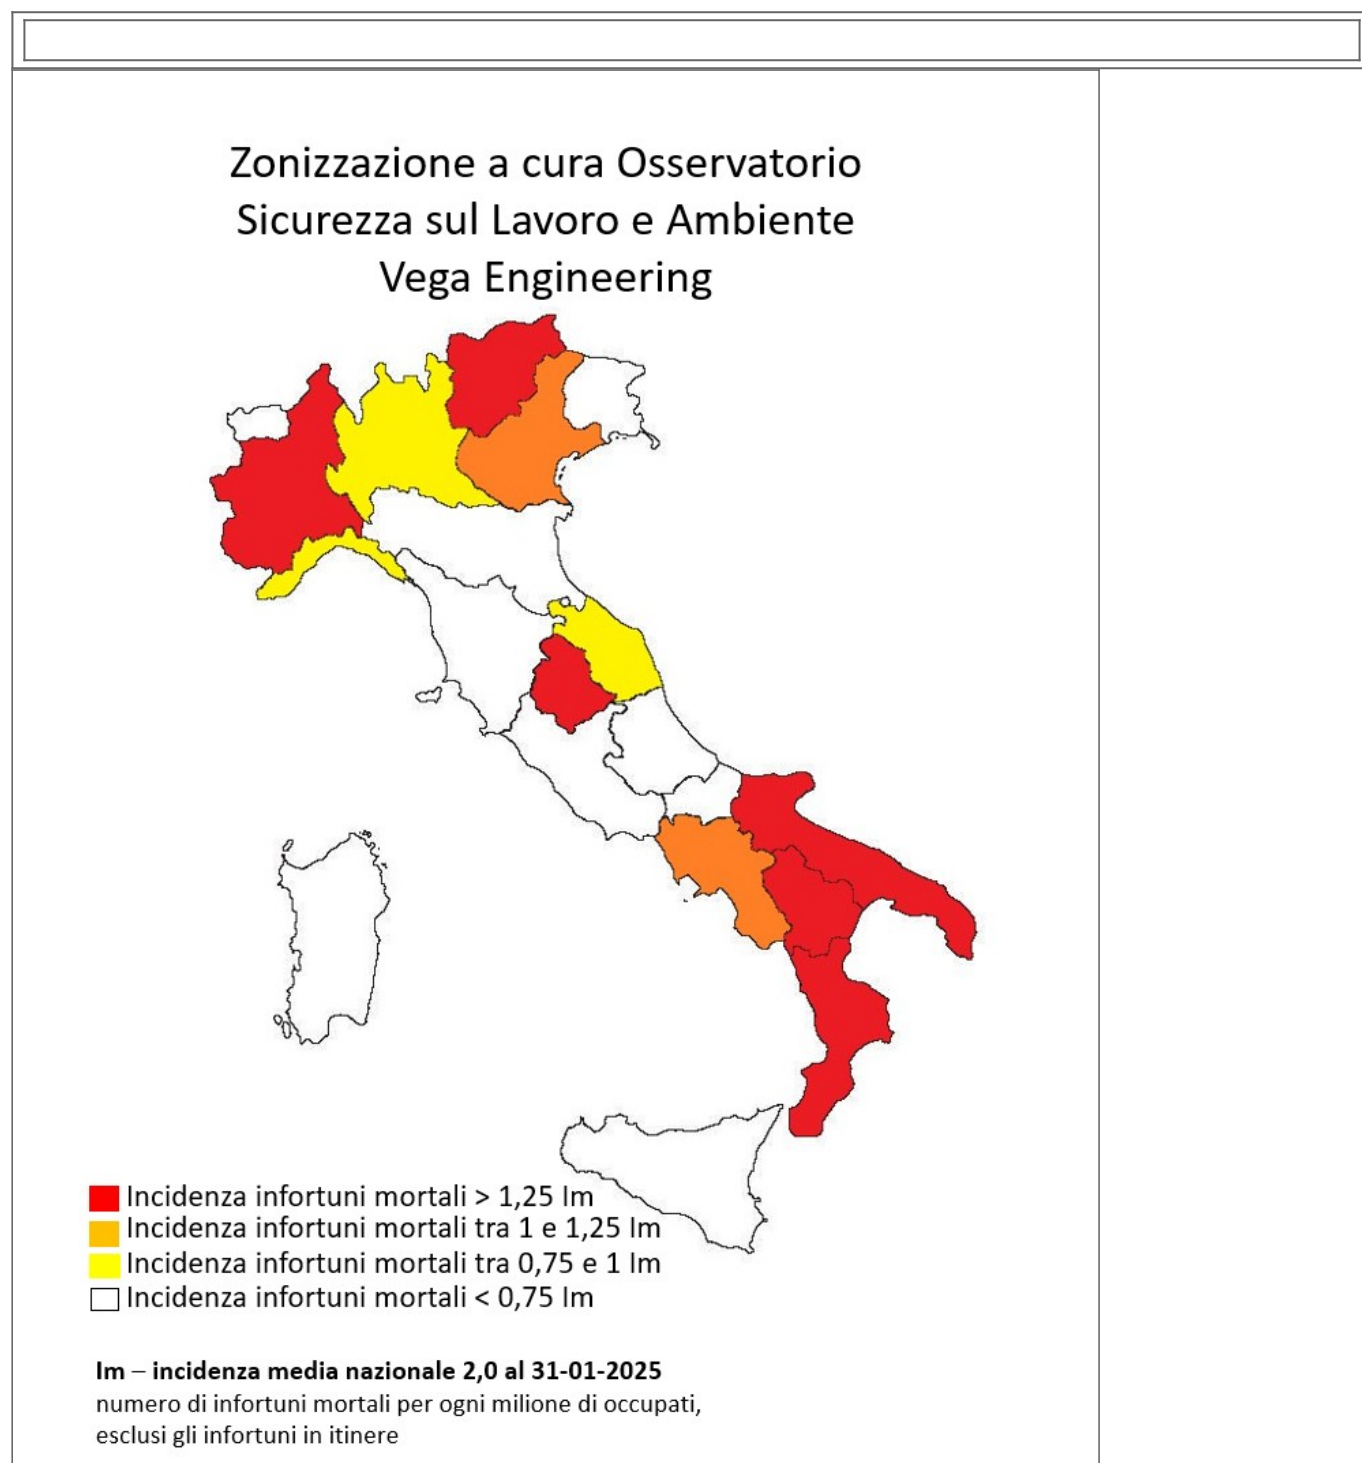 Zonizzazione a cura Osservatorio
Sicurezza sul Lavoro e Ambiente
Vega Engineering
Incidenza infortuni mortali > 1,25 Im
Incidenza infortuni mortali tra 1 e 1,25 Im
Incidenza infortuni mortali tra 0,75 e 1 Im
Incidenza infortuni mortali < 0,75 Im
Im – incidenza media nazionale 2,0 al 31-01-2025
numero di infortuni mortali per ogni milione di occupati,
esclusi gli infortuni in itinere